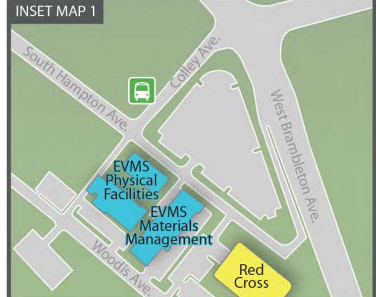 INSET MAP 1
South Hampton Ave.
Colley Ave.
West Brambleton Ave.
EVMS
Physical
Facilities
EVMS
Materials
Management
Woodis Ave.
Red
Cross